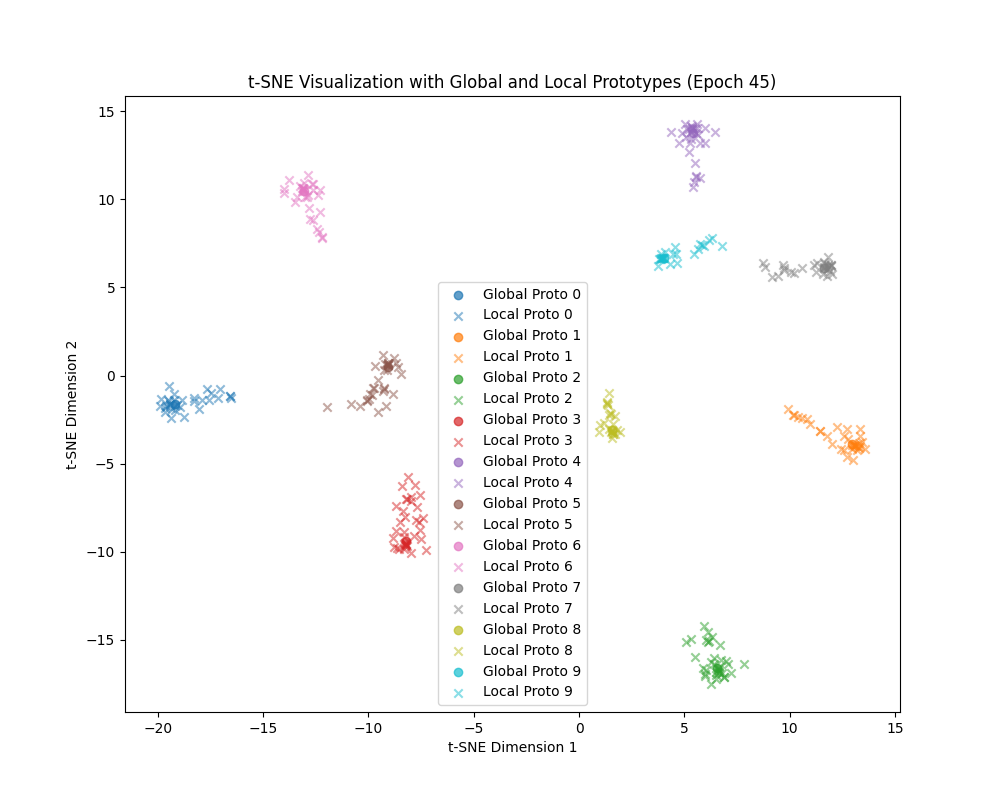 t-SNE Visualization with Global and Local Prototypes (Epoch 45)
15
10
5
0
−5
−10
−15
t-SNE Dimension 2
Global Proto 0
Local Proto 0
Global Proto 1
Local Proto 1
Global Proto 2
Local Proto 2
Global Proto 3
Local Proto 3
Global Proto 4
Local Proto 4
Global Proto 5
Local Proto 5
Global Proto 6
Local Proto 6
Global Proto 7
Local Proto 7
Global Proto 8
Local Proto 8
Global Proto 9
Local Proto 9
−20 −15 −10 −5 0 5 10 15
t-SNE Dimension 1